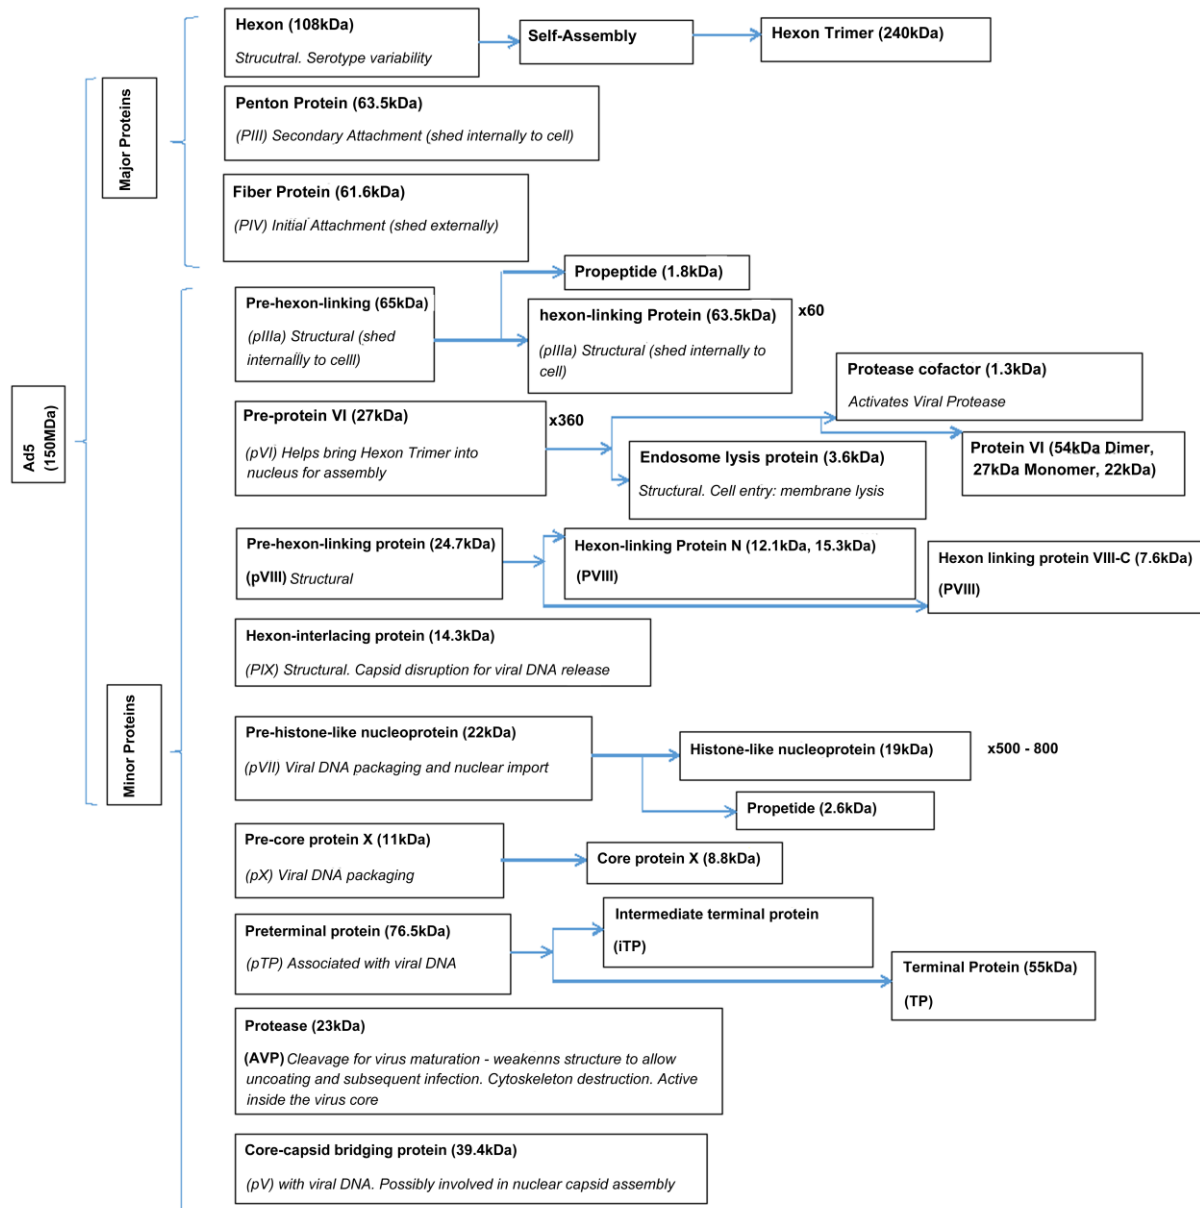 Hexon (108kDa)
Strucutral. Serotype variability
Self-Assembly
Hexon Trimer (240kDa)
Major Proteins
Penton Protein (63.5kDa)
(PIII) Secondary Attachment (shed internally to cell)
Fiber Protein (61.6kDa)
(PIV) Initial Attachment (shed externally)
Ad5
(150MDa)
Minor Proteins
Pre-hexon-linking (65kDa)
(pIIIa) Structural (shed
internallly to celll)
Propeptide (1.8kDa)
hexon-linking Protein (63.5kDa)
(pIIIa) Structural (shed internally to
cell)
x60
Pre-protein VI (27kDa)
(pVI) Helps bring Hexon Trimer into
nucleus for assembly
x360
Protease cofactor (1.3kDa)
Activates Viral Protease
Endosome lysis protein (3.6kDa)
Structural. Cell entry: membrane lysis
Protein VI (54kDa Dimer,
27kDa Monomer, 22kDa)
Pre-hexon-linking protein (24.7kDa)
(pVIII) Structural
Hexon-linking Protein N (12.1kDa, 15.3kDa)
(PVIII)
Hexon linking protein VIII-C (7.6kDa)
(PVIII)
Hexon-interlacing protein (14.3kDa)
(PIX) Structural. Capsid disruption for viral DNA release
Pre-histone-like nucleoprotein (22kDa)
(pVII) Viral DNA packaging and nuclear import
Histone-like nucleoprotein (19kDa)
x500 - 800
Propetide (2.6kDa)
Pre-core protein X (11kDa)
(pX) Viral DNA packaging
Core protein X (8.8kDa)
Preterminal protein (76.5kDa)
(pTP) Associated with viral DNA
Intermediate terminal protein
(iTP)
Terminal Protein (55kDa)
(TP)
Protease (23kDa)
(AVP) Cleavage for virus maturation - weakenns structure to allow
uncoating and subsequent infection. Cytoskeleton destruction. Active
inside the virus core
Core-capsid bridging protein (39.4kDa)
(pV) with viral DNA. Possibly involved in nuclear capsid assembly